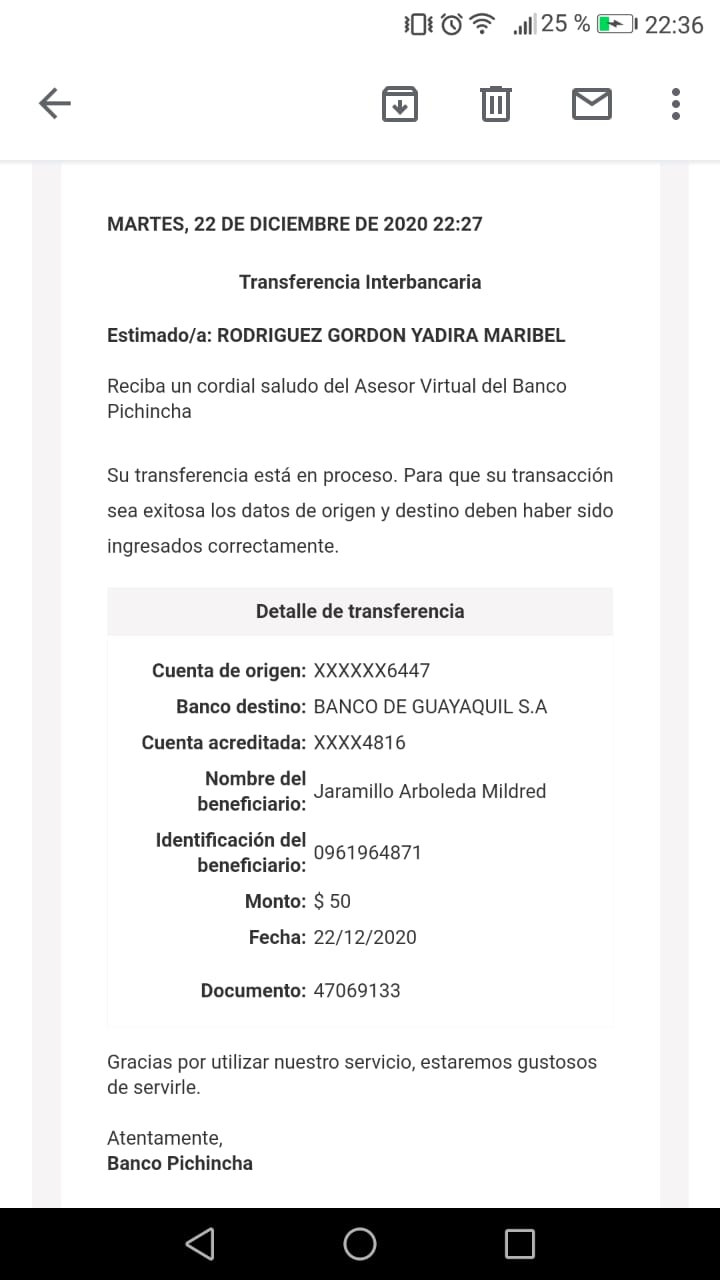 25 % 22:36
MARTES, 22 DE DICIEMBRE DE 2020 22:27
Transferencia Interbancaria
Estimado/a: RODRIGUEZ GORDON YADIRA MARIBEL
Reciba un cordial saludo del Asesor Virtual del Banco
Pichincha
Su transferencia está en proceso. Para que su transacción
sea exitosa los datos de origen y destino deben haber sido
ingresados correctamente.
Detalle de transferencia
Cuenta de origen: XXXXXX6447
Banco destino: BANCO DE GUAYAQUIL S.A
Cuenta acreditada: XXXX4816
Nombre del
beneficiario: Jaramillo Arboleda Mildred
Identificación del
beneficiario: 0961964871
Monto: $ 50
Fecha: 22/12/2020
Documento: 47069133
Gracias por utilizar nuestro servicio, estaremos gustosos
de servirle.
Atentamente,
Banco Pichincha